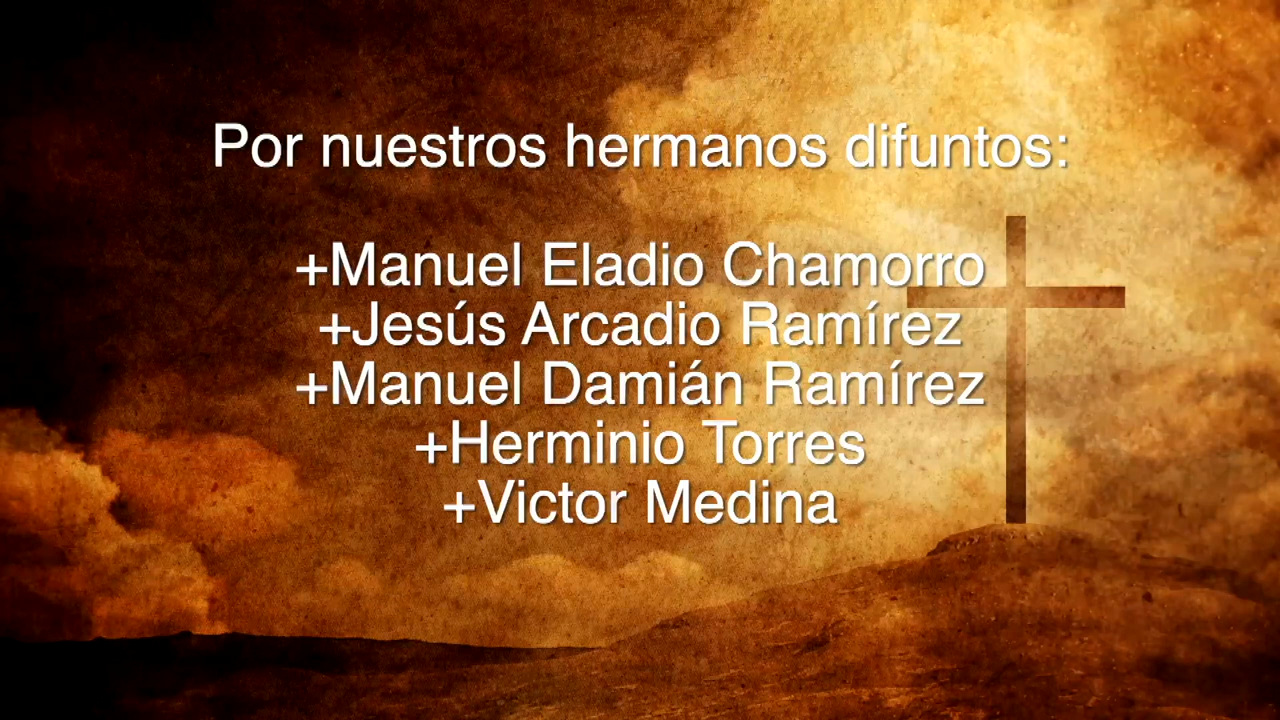 Por nuestros hermanos difuntos:
+Manuel Eladio Chamorro
+Jesús Arcadio Ramírez
+Manuel Damián Ramírez
+Herminio Torres
+Victor Medina